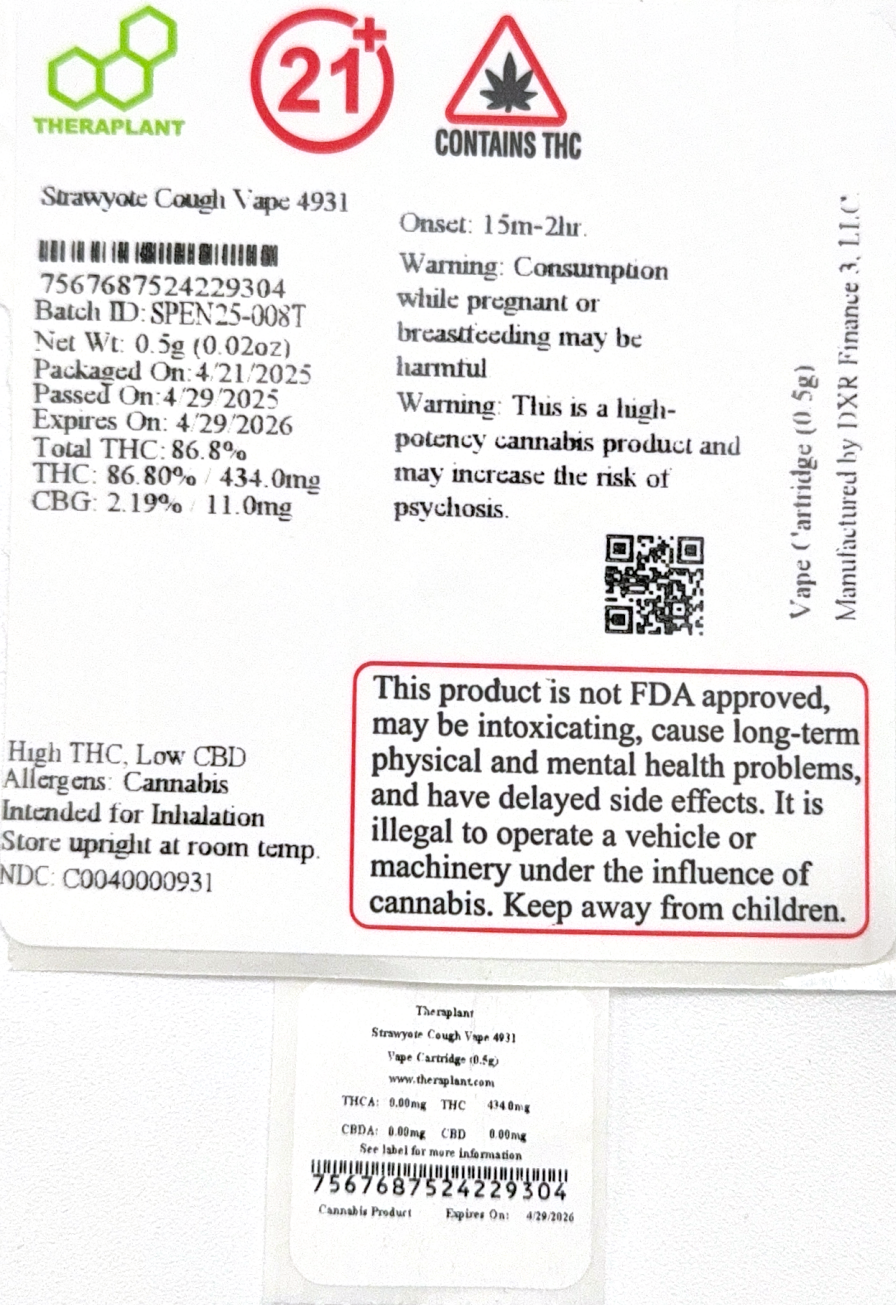 THERAPLANT
21+
CONTAINS THC
Strawyote Cough Vape 4931
7567687524229304
Batch ID: SPEN25-008T
Net Wt: 0.5g (0.02oz)
Packaged On: 4/21/2025
Passed On: 4/29/2025
Expires On: 4/29/2026
Total THC: 86.8%
THC: 86.80% / 434.0mg
CBG: 2.19% / 11.0mg
Onset: 15m-2hr.
Warning: Consumption
while pregnant or
breastfeeding may be
harmful
Warning: This is a high-
potency cannabis product and
may increase the risk of
psychosis.
Vape Cartridge (0.5g)
Manufactured by DXR Finance 3, LLC.
High THC, Low CBD
Allergens: Cannabis
Intended for Inhalation
Store upright at room temp.
NDC: C0040000931
This product is not FDA approved,
may be intoxicating, cause long-term
physical and mental health problems,
and have delayed side effects. It is
illegal to operate a vehicle or
machinery under the influence of
cannabis. Keep away from children.
Theraplant
Strawyote Cough Vape 4931
Vape Cartridge (0.5g)
www.theraplant.com
THCA: 0.00mg THC 434.0mg
CBDA: 0.00mg CBD 0.00mg
See label for more information
7567687524229304
Cannabis Product Expires On: 4/29/2026